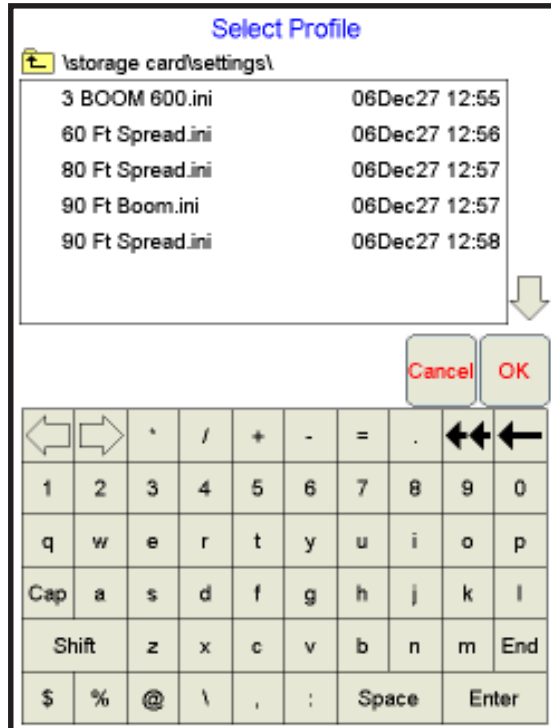 Select Profile
\storage card\settings\
3 BOOM 600.ini 06Dec27 12:55
60 Ft Spread.ini 06Dec27 12:56
80 Ft Spread.ini 06Dec27 12:57
90 Ft Boom.ini 06Dec27 12:57
90 Ft Spread.ini 06Dec27 12:58
Cancel OK
* / + - = .
1 2 3 4 5 6 7 8 9 0
q w e r t y u i o p
Cap a s d f g h j k l
Shift z x c v b n m End
$ % @ \ , : Space Enter